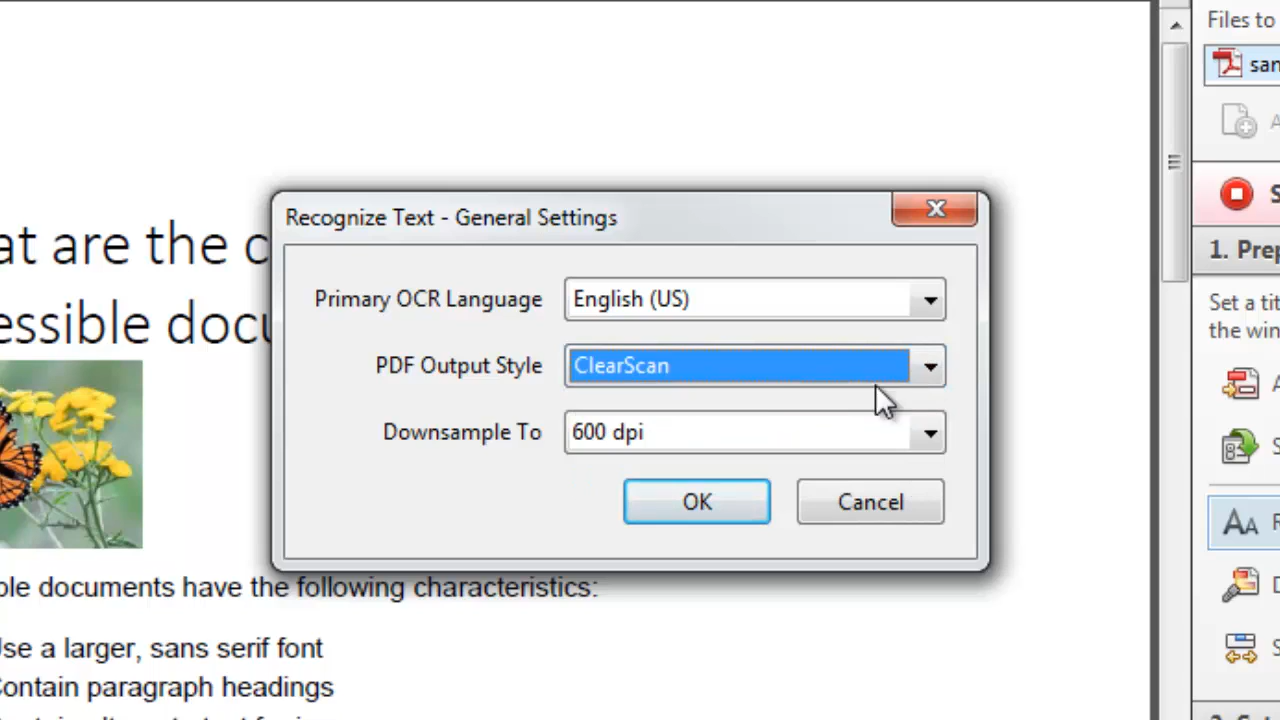 Files to
at are the c
essible docu
Recognize Text - General Settings
Primary OCR Language
English (US)
PDF Output Style
ClearScan
Downsample To
600 dpi
OK
Cancel
1. Prep
Set a tit
the win
ble documents have the following characteristics:
Use a larger, sans serif font
Contain paragraph headings